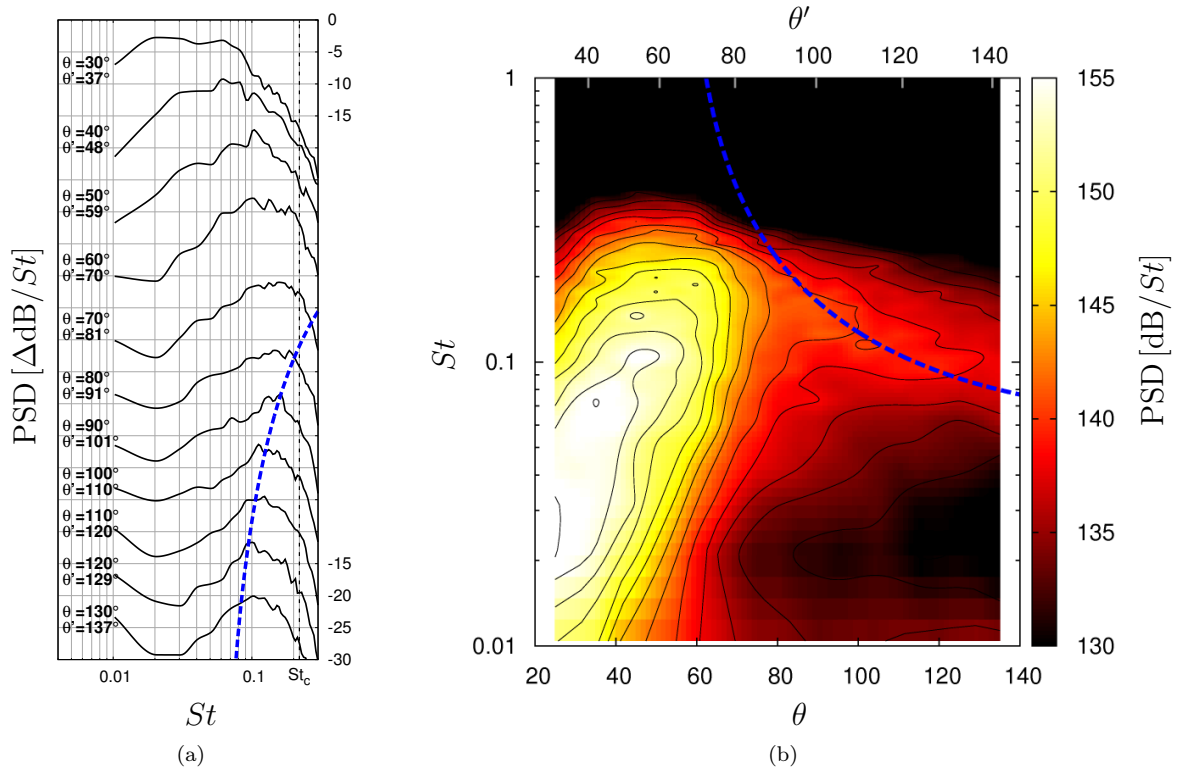 0
-5
-10
-15
θ =30°
θ'=37°
θ =40°
θ'=48°
θ =50°
θ'=59°
θ =60°
θ'=70°
θ =70°
θ'=81°
θ =80°
θ'=91°
θ =90°
θ'=101°
θ =100°
θ'=110°
θ =110°
θ'=120°
θ =120°
θ'=129°
θ =130°
θ'=137°
-15
-20
-25
-30
PSD [ΔdB/St]
0.01 0.1 St_c
St
(a)
θ′
40 60 80 100 120 140
1
0.1
0.01
St
20 40 60 80 100 120 140
θ
155
150
145
140
135
130
PSD [dB/St]
(b)